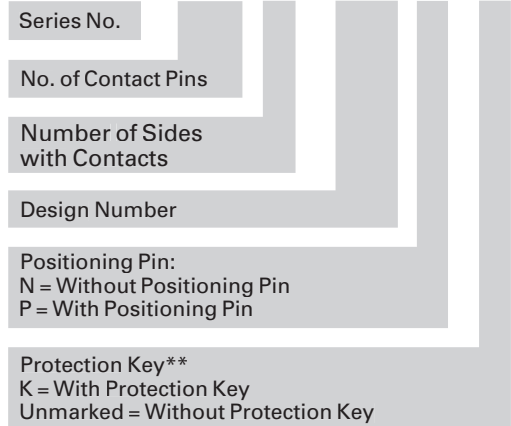 Series No.
No. of Contact Pins
Number of Sides
with Contacts
Design Number
Positioning Pin:
N = Without Positioning Pin
P = With Positioning Pin
Protection Key**
K = With Protection Key
Unmarked = Without Protection Key